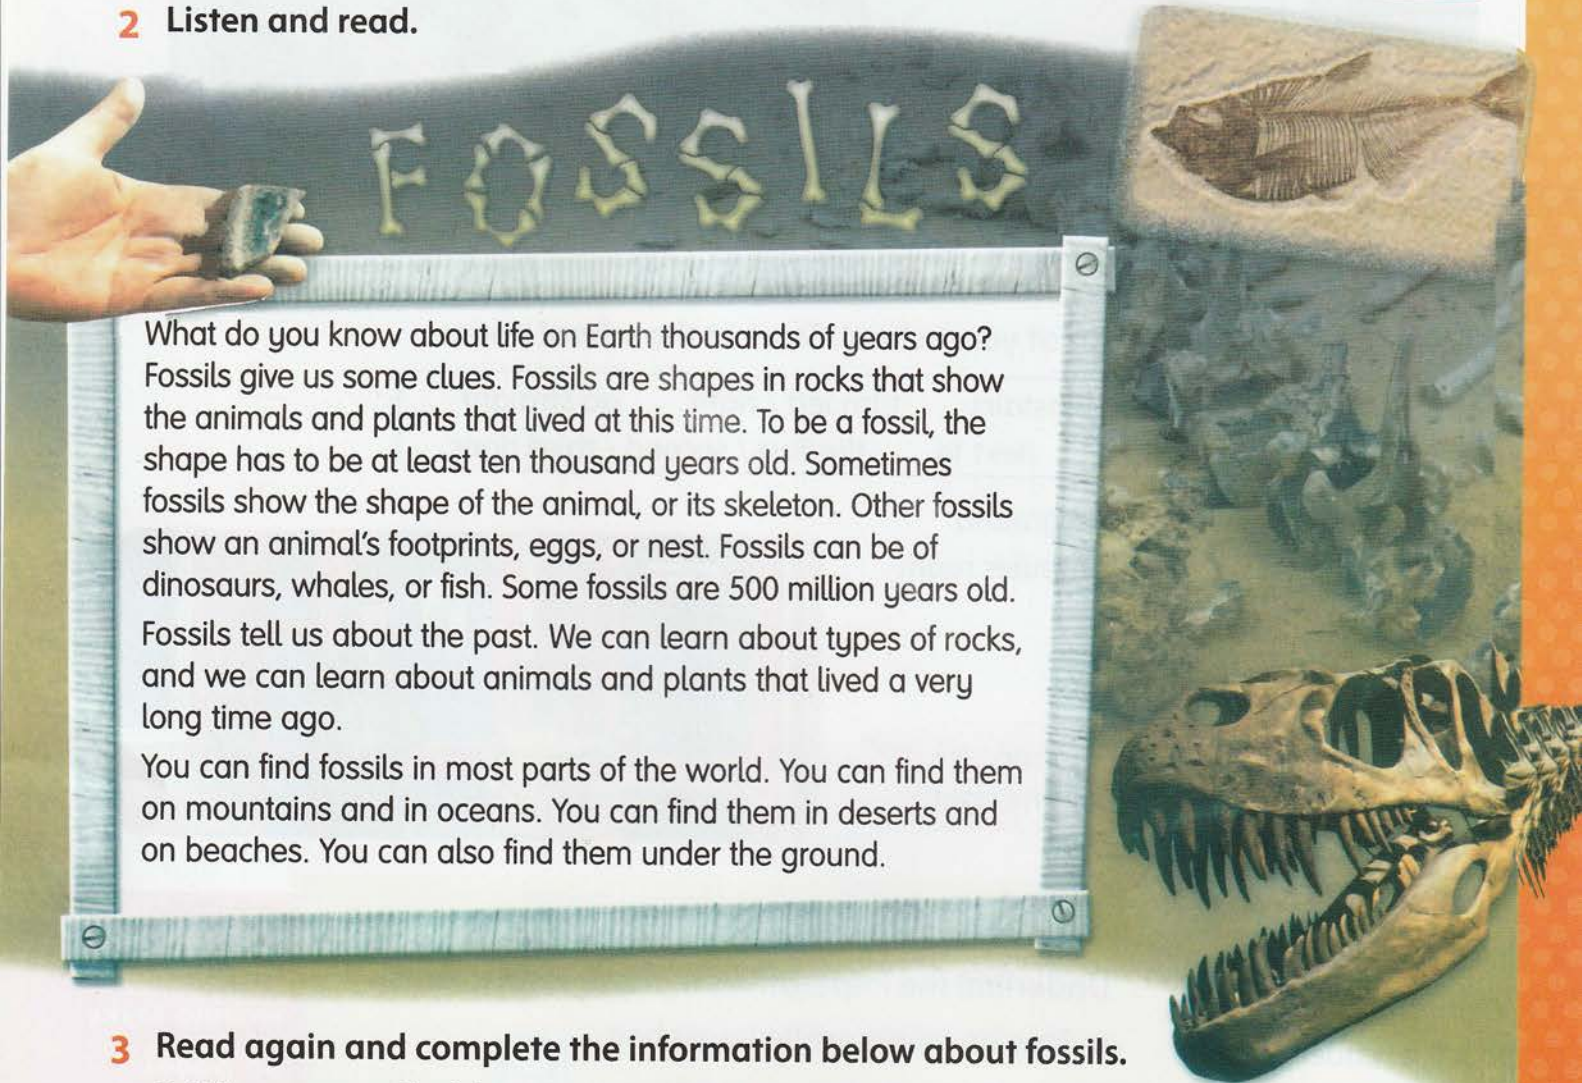 2 Listen and read.
FOSSILS
What do you know about life on Earth thousands of years ago?
Fossils give us some clues. Fossils are shapes in rocks that show
the animals and plants that lived at this time. To be a fossil, the
shape has to be at least ten thousand years old. Sometimes
fossils show the shape of the animal, or its skeleton. Other fossils
show an animal's footprints, eggs, or nest. Fossils can be of
dinosaurs, whales, or fish. Some fossils are 500 million years old.
Fossils tell us about the past. We can learn about types of rocks,
and we can learn about animals and plants that lived a very
long time ago.
You can find fossils in most parts of the world. You can find them
on mountains and in oceans. You can find them in deserts and
on beaches. You can also find them under the ground.
3 Read again and complete the information below about fossils.